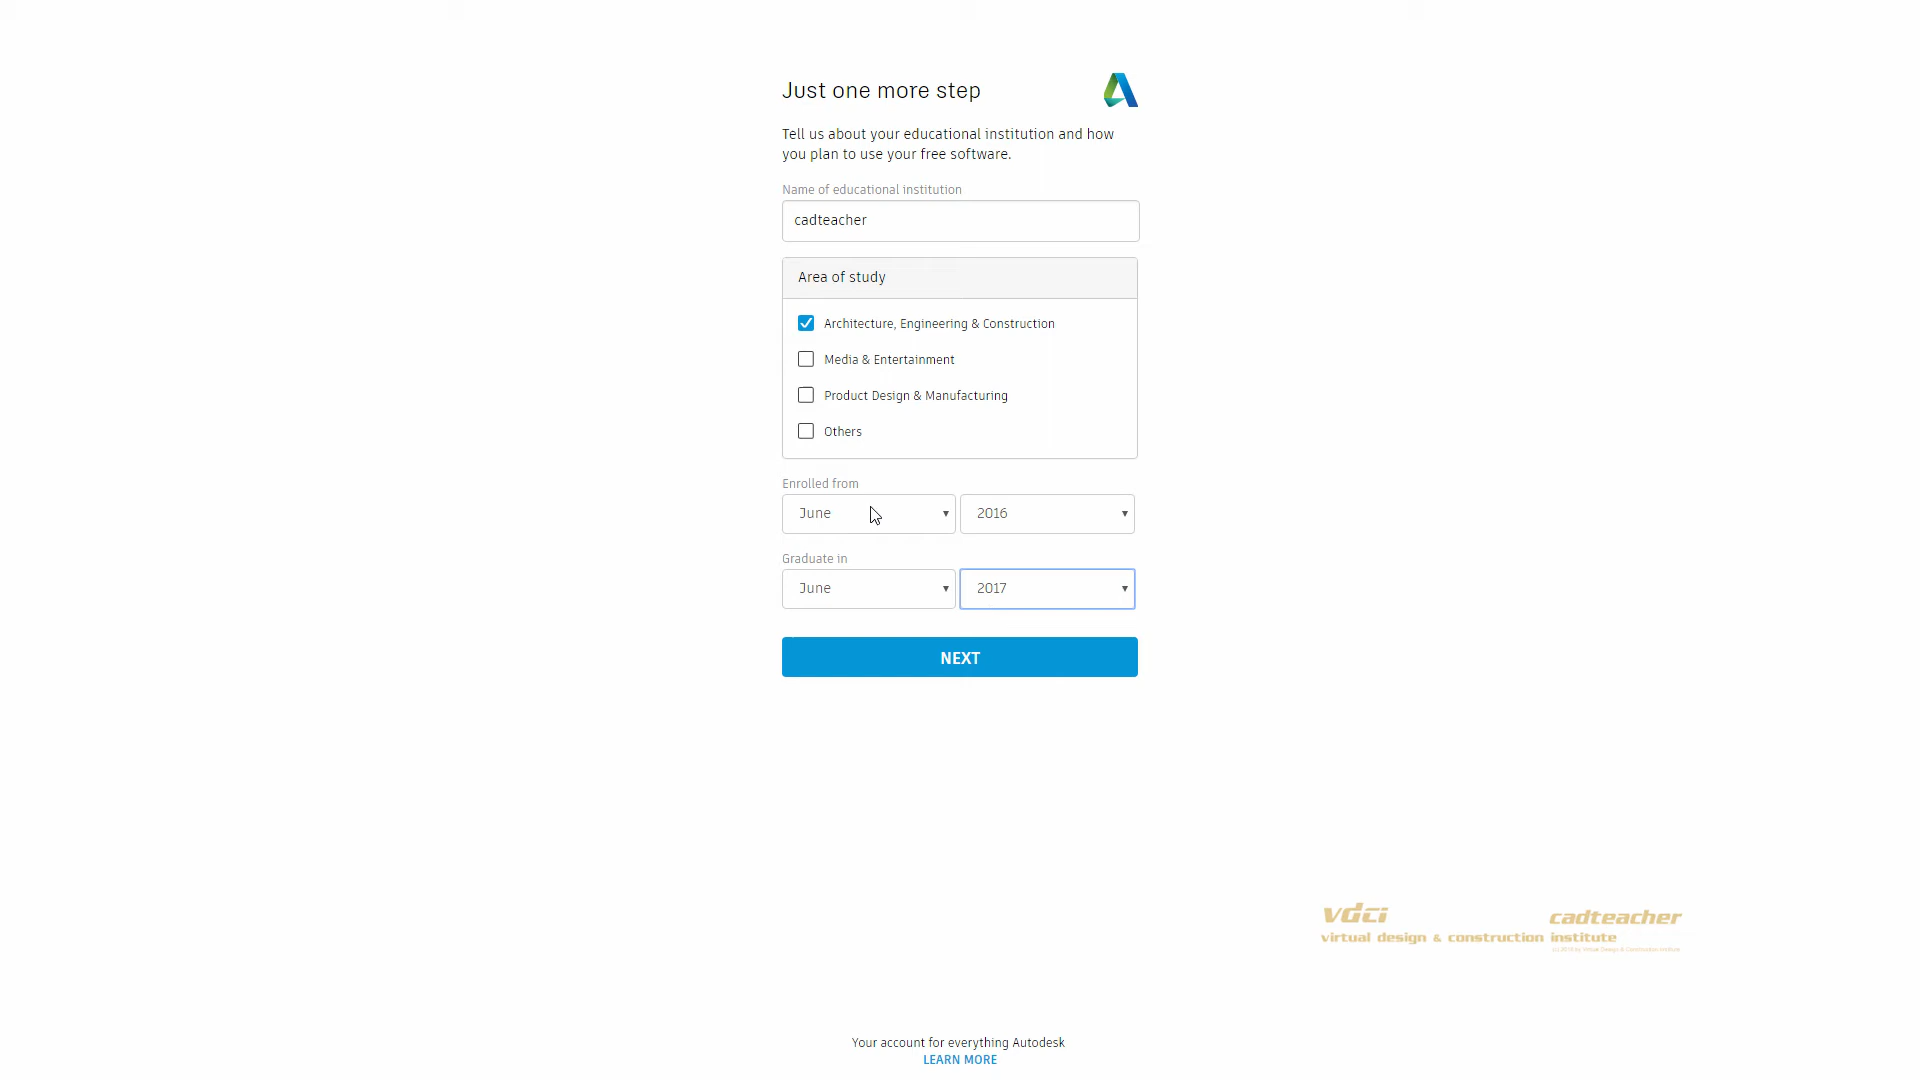 Just one more step
Tell us about your educational institution and how
you plan to use your free software.
Name of educational institution
cadteacher
Area of study
Architecture, Engineering & Construction
Media & Entertainment
Product Design & Manufacturing
Others
Enrolled from
June 2016
Graduate in
June 2017
NEXT
vdci cadteacher
virtual design & construction institute
Your account for everything Autodesk
LEARN MORE